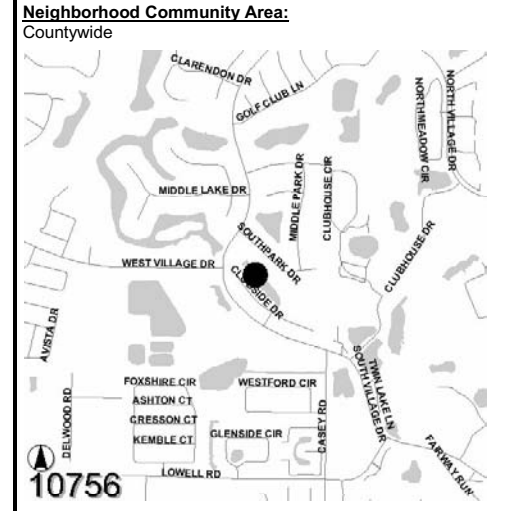 Neighborhood Community Area:
Countywide
CLARENDON DR
GOLF CLUB LN
NORTHMEADOW CIR
NORTH VILLAGE DR
MIDDLE LAKE DR
MIDDLE PARK DR
CLUBHOUSE CIR
SOUTHPARK DR
CLUBHOUSE DR
WEST VILLAGE DR
CLUBSIDE DR
AVISTA DR
TWIN LAKE LN
SOUTH VILLAGE DR
FOXSHIRE CIR
WESTFORD CIR
ASHTON CT
DELWOOD RD
CRESSON CT
CASEY RD
KEMBLE CT
GLENSIDE CIR
FAIRWAY RUN
LOWELL RD
10756